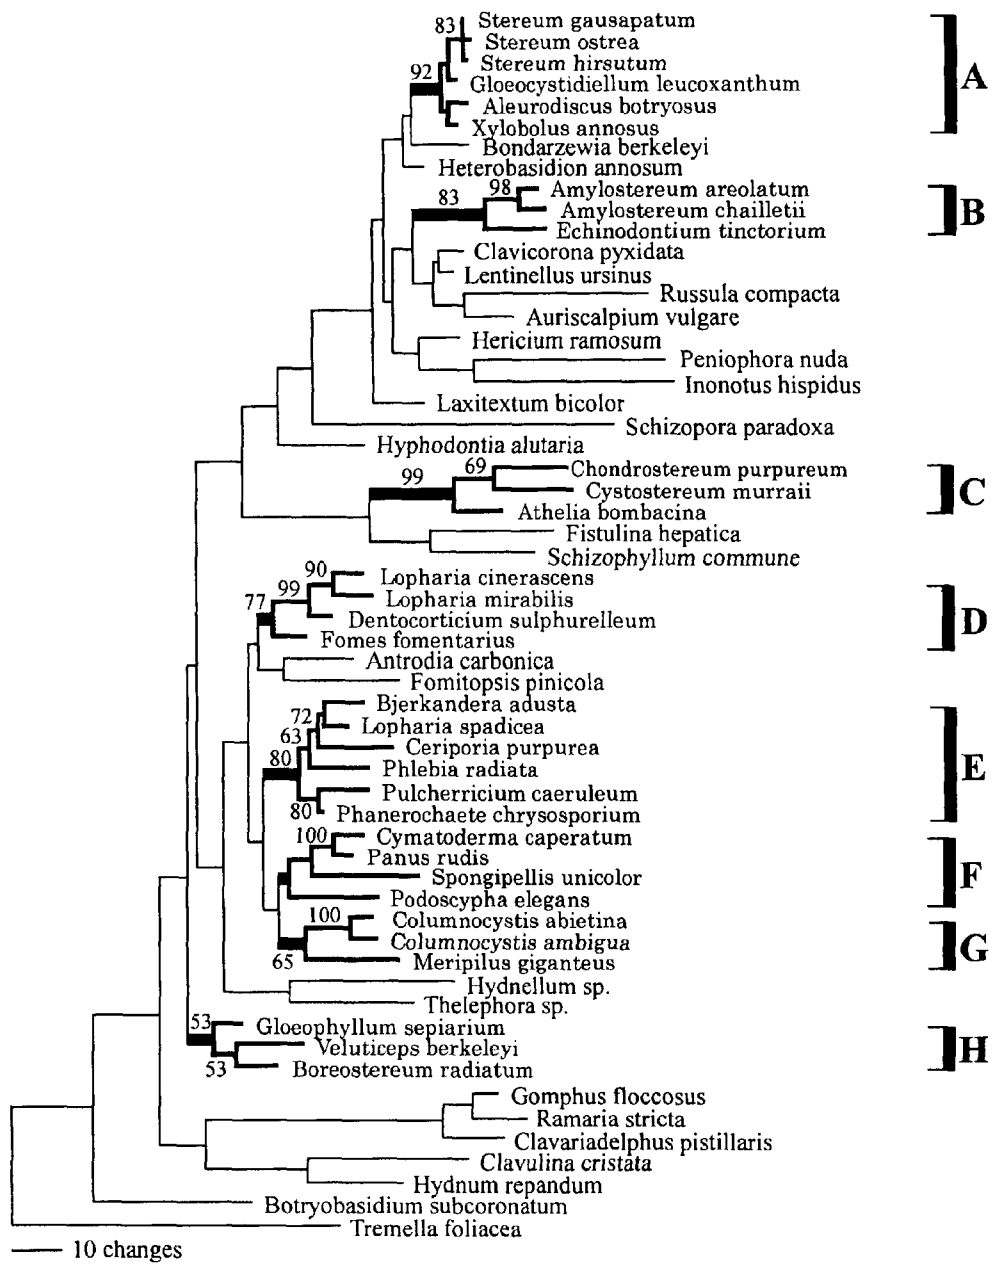 83 Stereum gausapatum
Stereum ostrea
Stereum hirsutum
92 Gloeocystidiellum leucoxanthum
A
Aleurodiscus botryosus
Xylobolus annosus
Bondarzewia berkeleyi
Heterobasidion annosum
98 Amylostereum areolatum
83 Amylostereum chailletii
B
Echinodontium tinctorium
Clavicorona pyxidata
Lentinellus ursinus
Russula compacta
Auriscalpium vulgare
Hericium ramosum
Peniophora nuda
Inonotus hispidus
Laxitextum bicolor
Schizopora paradoxa
Hyphodontia alutaria
69 Chondrostereum purpureum
99 Cystostereum murraii
C
Athelia bombacina
Fistulina hepatica
Schizophyllum commune
90 Lopharia cinerascens
99 Lopharia mirabilis
77 Dentocorticium sulphurelleum
D
Fomes fomentarius
Antrodia carbonica
Fomitopsis pinicola
Bjerkandera adusta
72 Lopharia spadicea
63 Ceriporia purpurea
80 Phlebia radiata
E
Pulcherricium caeruleum
80 Phanerochaete chrysosporium
100 Cymatoderma caperatum
Panus rudis
Spongipellis unicolor
F
Podoscypha elegans
100 Columnocystis abietina
Columnocystis ambigua
G
65 Meripilus giganteus
Hydnellum sp.
Thelephora sp.
53 Gloeophyllum sepiarium
Veluticeps berkeleyi
H
53 Boreostereum radiatum
Gomphus floccosus
Ramaria stricta
Clavariadelphus pistillaris
Clavulina cristata
Hydnum repandum
Botryobasidium subcoronatum
Tremella foliacea
10 changes